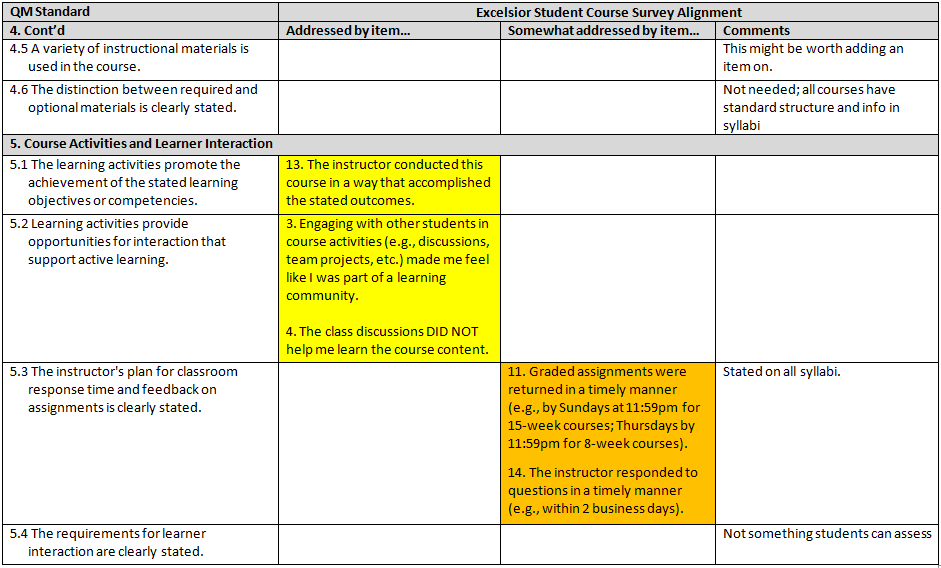 QM Standard
Excelsior Student Course Survey Alignment
4. Cont’d
Addressed by item…
Somewhat addressed by item…
Comments
4.5 A variety of instructional materials is
used in the course.
This might be worth adding an
item on.
4.6 The distinction between required and
optional materials is clearly stated.
Not needed; all courses have
standard structure and info in
syllabi
5. Course Activities and Learner Interaction
5.1 The learning activities promote the
achievement of the stated learning
objectives or competencies.
13. The instructor conducted this
course in a way that accomplished
the stated outcomes.
5.2 Learning activities provide
opportunities for interaction that
support active learning.
3. Engaging with other students in
course activities (e.g., discussions,
team projects, etc.) made me feel
like I was part of a learning
community.
4. The class discussions DID NOT
help me learn the course content.
5.3 The instructor's plan for classroom
response time and feedback on
assignments is clearly stated.
11. Graded assignments were
returned in a timely manner
(e.g., by Sundays at 11:59pm for
15-week courses; Thursdays by
11:59pm for 8-week courses).
14. The instructor responded to
questions in a timely manner
(e.g., within 2 business days).
Stated on all syllabi.
5.4 The requirements for learner
interaction are clearly stated.
Not something students can assess